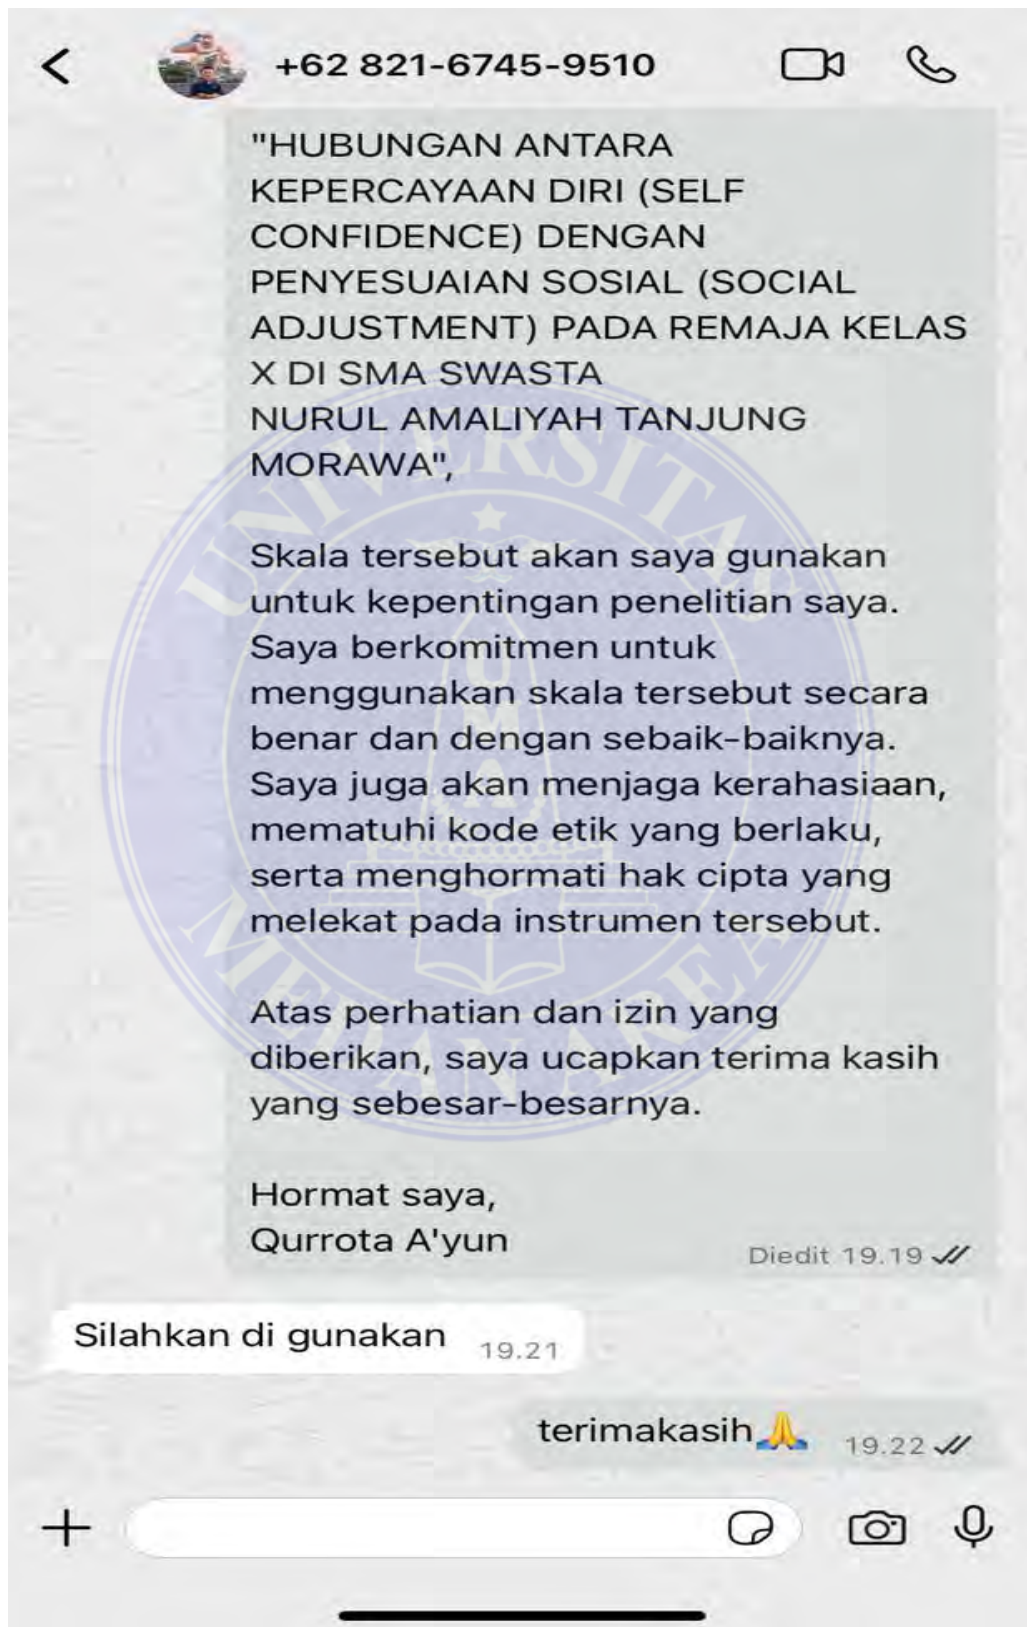 +62 821-6745-9510
"HUBUNGAN ANTARA
KEPERCAYAAN DIRI (SELF
CONFIDENCE) DENGAN
PENYESUAIAN SOSIAL (SOCIAL
ADJUSTMENT) PADA REMAJA KELAS
X DI SMA SWASTA
NURUL AMALIYAH TANJUNG
MORAWA",
Skala tersebut akan saya gunakan
untuk kepentingan penelitian saya.
Saya berkomitmen untuk
menggunakan skala tersebut secara
benar dan dengan sebaik-baiknya.
Saya juga akan menjaga kerahasiaan,
mematuhi kode etik yang berlaku,
serta menghormati hak cipta yang
melekat pada instrumen tersebut.
Atas perhatian dan izin yang
diberikan, saya ucapkan terima kasih
yang sebesar-besarnya.
Hormat saya,
Qurrota A'yun
Diedit 19.19
Silahkan di gunakan 19.21
terimakasih🙏 19.22
UNIVERSITAS
UMA
MEDAN AREA